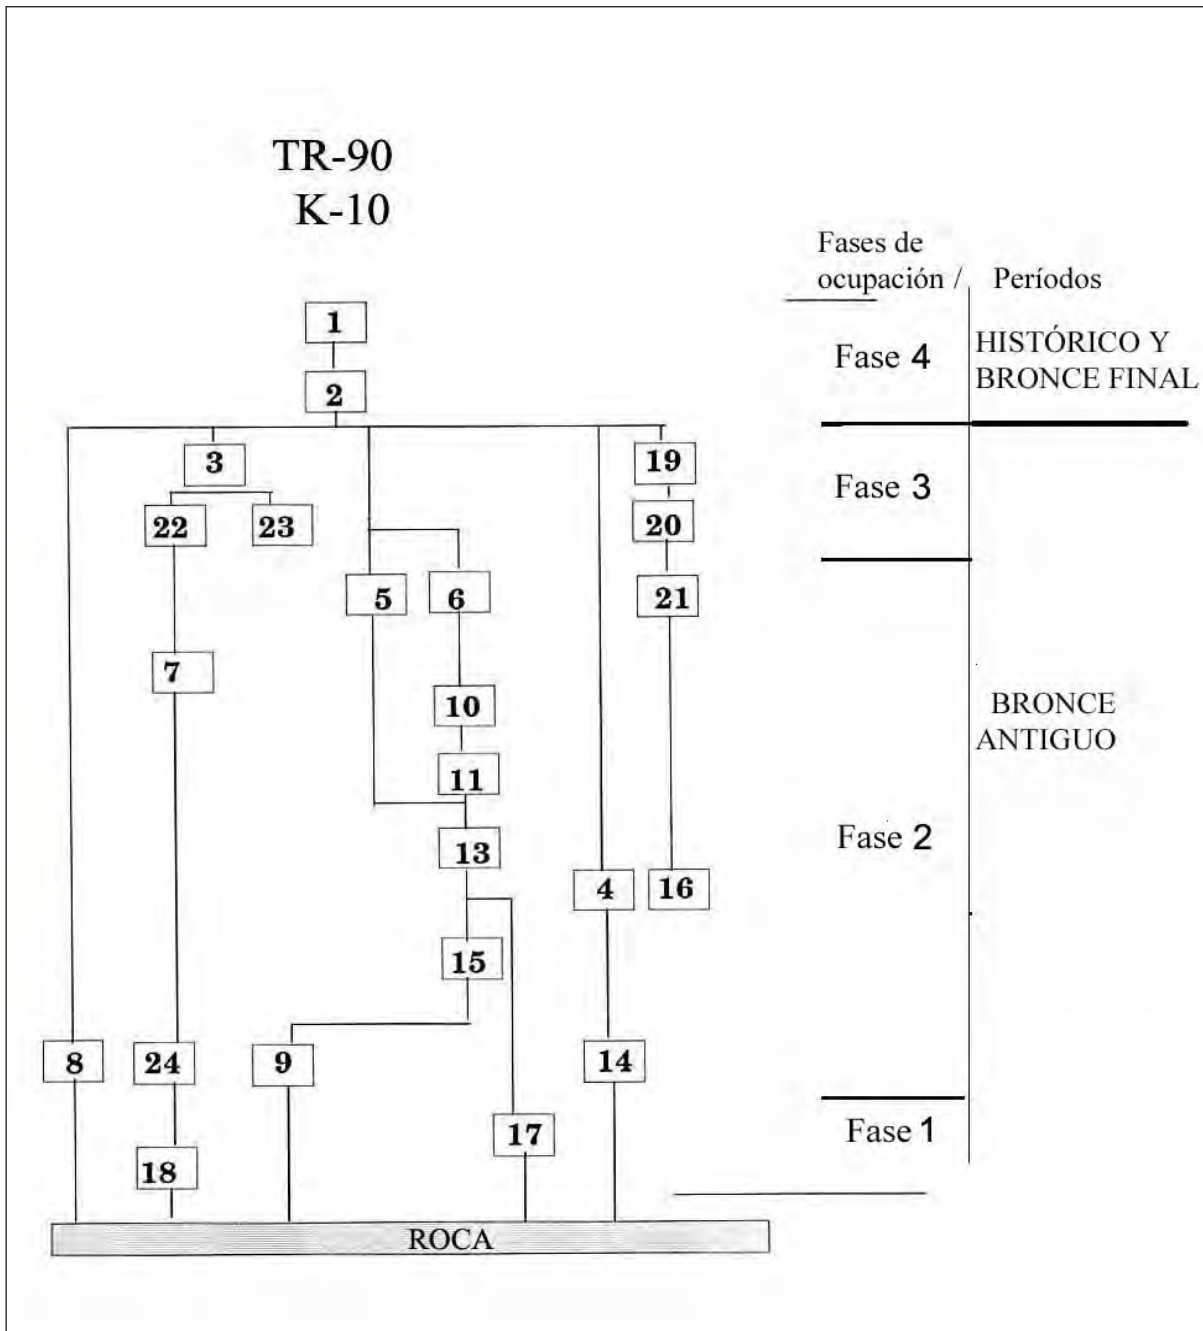 TR-90
K-10
Fases de
ocupación / Períodos
1
Fase 4
HISTÓRICO Y
BRONCE FINAL
2
3
19
Fase 3
22
23
20
5
6
21
7
10
BRONCE
ANTIGUO
11
13
Fase 2
4
16
15
8
24
9
14
17
Fase 1
18
ROCA